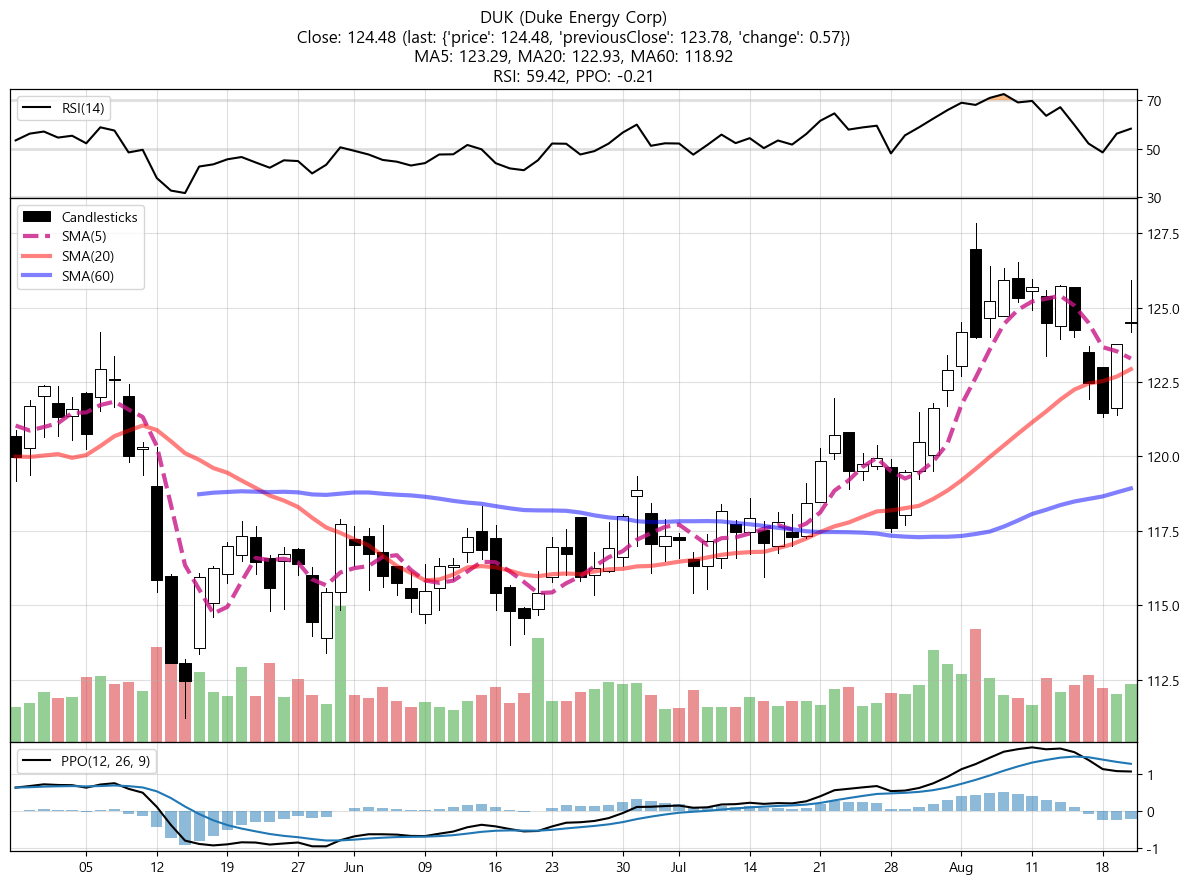 DUK (Duke Energy Corp)
Close: 124.48 (last: {'price': 124.48, 'previousClose': 123.78, 'change': 0.57})
MA5: 123.29, MA20: 122.93, MA60: 118.92
RSI: 59.42, PPO: -0.21
RSI(14)
70
50
30
Candlesticks
SMA(5)
SMA(20)
SMA(60)
127.5
125.0
122.5
120.0
117.5
115.0
112.5
PPO(12, 26, 9)
1
0
-1
05 12 19 27 Jun 09 16 23 30 Jul 14 21 28 Aug 11 18